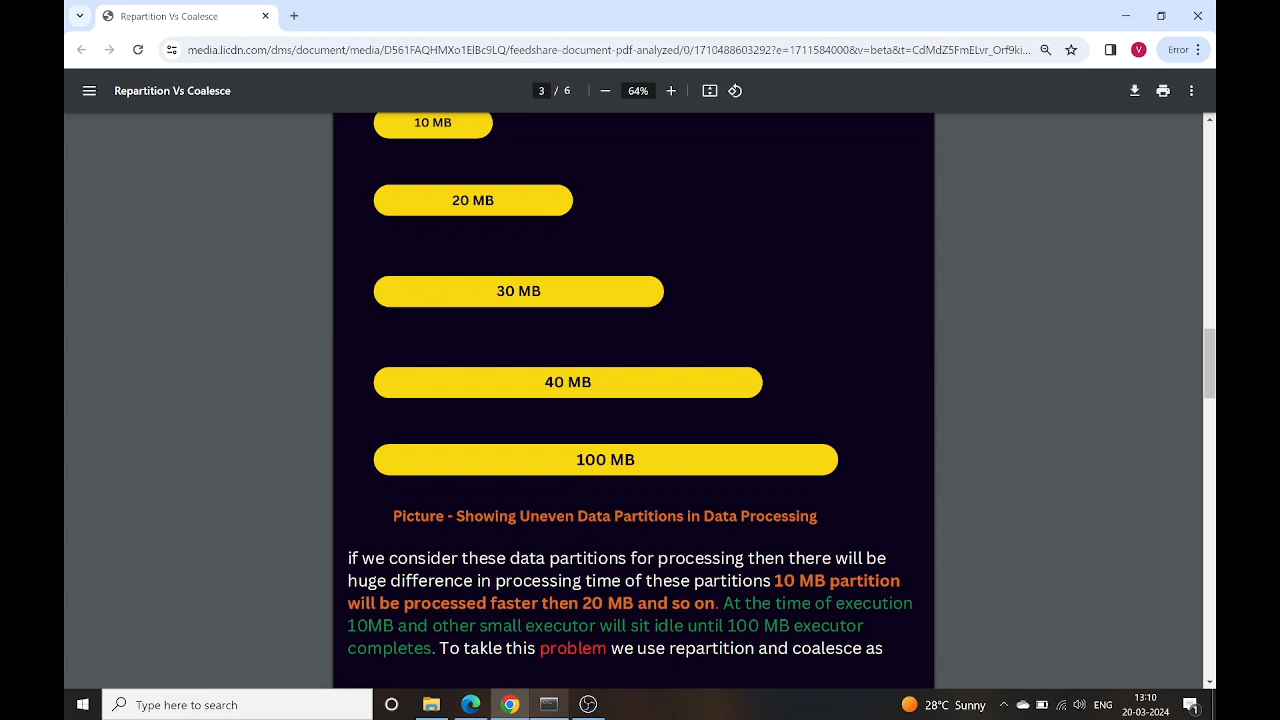 Repartition Vs Coalesce
media.licdn.com/dms/document/media/D561FAQHMXo1ElBc9LQ/feedshare-document-pdf-analyzed/0/1710488603292?e=1711584000&v=beta&t=CdMdZ5FmELvr_Orf9ki...
V
Error
Repartition Vs Coalesce
3 / 6
64%
10 MB
20 MB
30 MB
40 MB
100 MB
Picture - Showing Uneven Data Partitions in Data Processing
if we consider these data partitions for processing then there will be
huge difference in processing time of these partitions 10 MB partition
will be processed faster then 20 MB and so on. At the time of execution
10MB and other small executor will sit idle until 100 MB executor
completes. To takle this problem we use repartition and coalesce as
Type here to search
28°C Sunny
ENG
13:10
20-03-2024